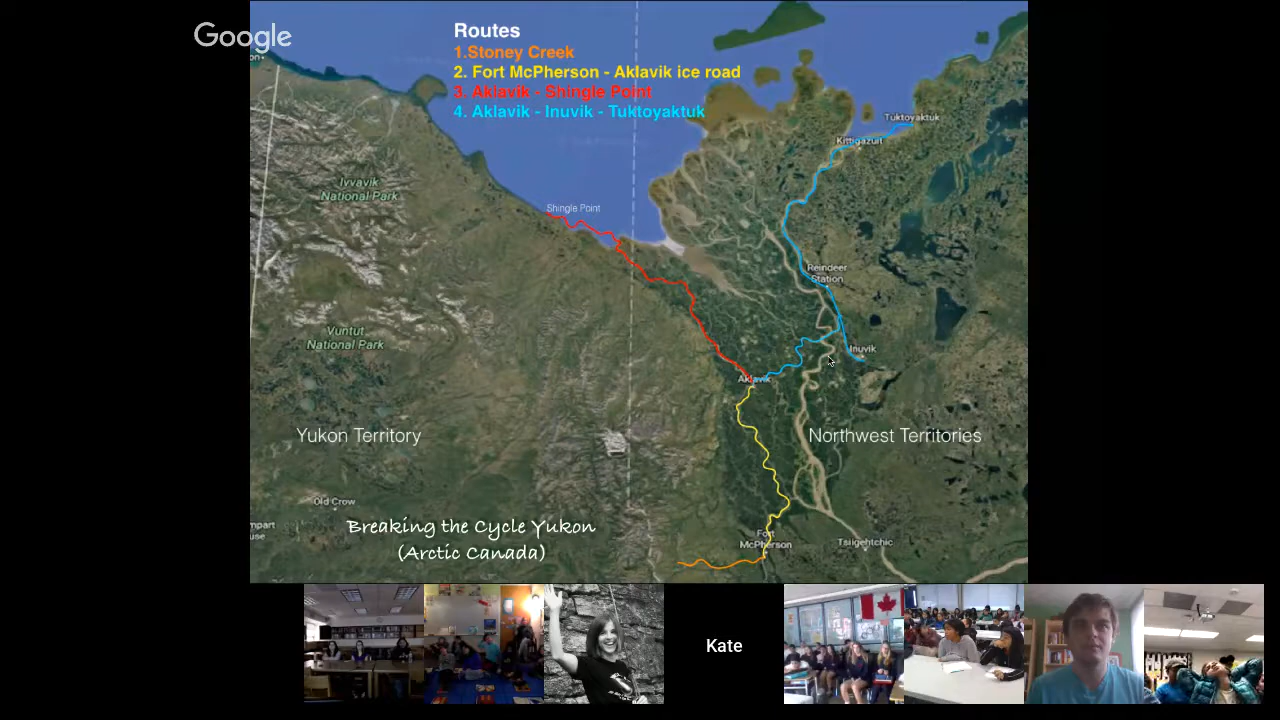 Google
Routes
1.Stoney Creek
2. Fort McPherson - Aklavik ice road
3. Aklavik - Shingle Point
4. Aklavik - Inuvik - Tuktoyaktuk
Tuktoyaktuk
Kittigazuit
Ivvavik
National Park
Shingle Point
Reindeer
Station
Vuntut
National Park
Inuvik
Aklavik
Yukon Territory
Northwest Territories
Old Crow
Breaking the Cycle Yukon
(Arctic Canada)
Fort
McPherson
Tsiigehtchic
Kate